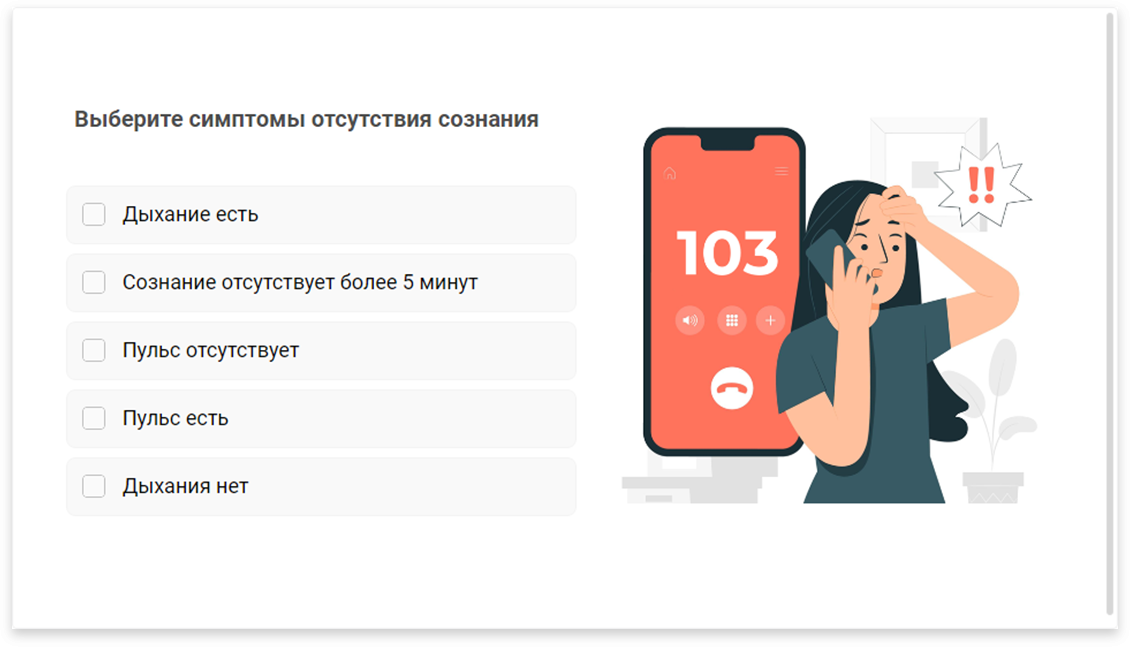 Выберите симптомы отсутствия сознания
Дыхание есть
Сознание отсутствует более 5 минут
Пульс отсутствует
Пульс есть
Дыхания нет
103
!!